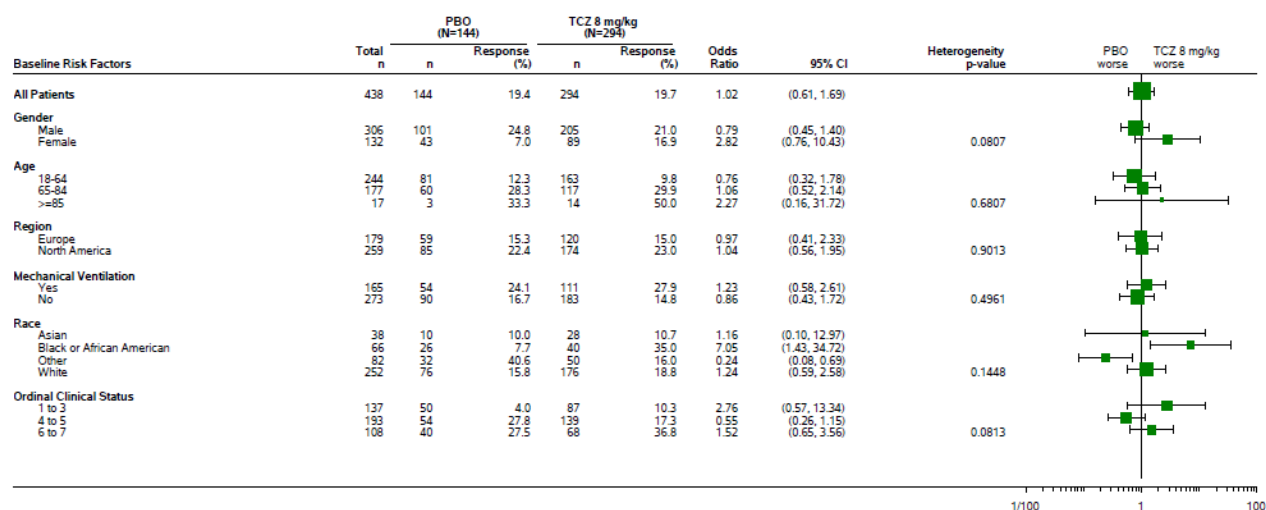 PBO (N=144) TCZ 8 mg/kg (N=294)
Baseline Risk Factors Total n n Response (%) n Response (%) Odds Ratio 95% CI Heterogeneity p-value PBO worse TCZ 8 mg/kg worse
All Patients 438 144 19.4 294 19.7 1.02 (0.61, 1.69)
Gender
Male 306 101 24.8 205 21.0 0.79 (0.45, 1.40)
Female 132 43 7.0 89 16.9 2.82 (0.76, 10.43) 0.0807
Age
18-64 244 81 12.3 163 9.8 0.76 (0.32, 1.78)
65-84 177 60 28.3 117 29.9 1.06 (0.52, 2.14)
>=85 17 3 33.3 14 50.0 2.27 (0.16, 31.72) 0.6807
Region
Europe 179 59 15.3 120 15.0 0.97 (0.41, 2.33)
North America 259 85 22.4 174 23.0 1.04 (0.56, 1.95) 0.9013
Mechanical Ventilation
Yes 165 54 24.1 111 27.9 1.23 (0.58, 2.61)
No 273 90 16.7 183 14.8 0.86 (0.43, 1.72) 0.4961
Race
Asian 38 10 10.0 28 10.7 1.16 (0.10, 12.97)
Black or African American 66 26 7.7 40 35.0 7.05 (1.43, 34.72)
Other 82 32 40.6 50 16.0 0.24 (0.08, 0.69)
White 252 76 15.8 176 18.8 1.24 (0.59, 2.58) 0.1448
Ordinal Clinical Status
1 to 3 137 50 4.0 87 10.3 2.76 (0.57, 13.34)
4 to 5 193 54 27.8 139 17.3 0.55 (0.26, 1.15)
6 to 7 108 40 27.5 68 36.8 1.52 (0.65, 3.56) 0.0813
1/100 1 100